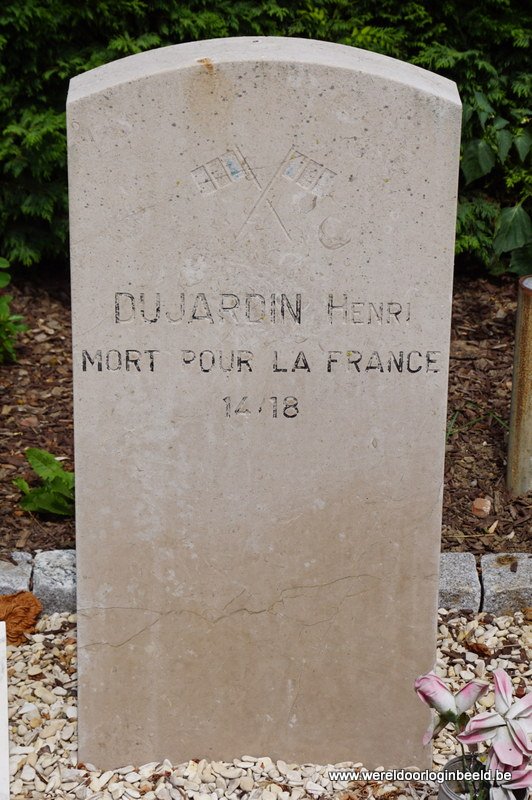 DUJARDIN HENRI
MORT POUR LA FRANCE
14/18
www.wereldoorloginbeeld.be